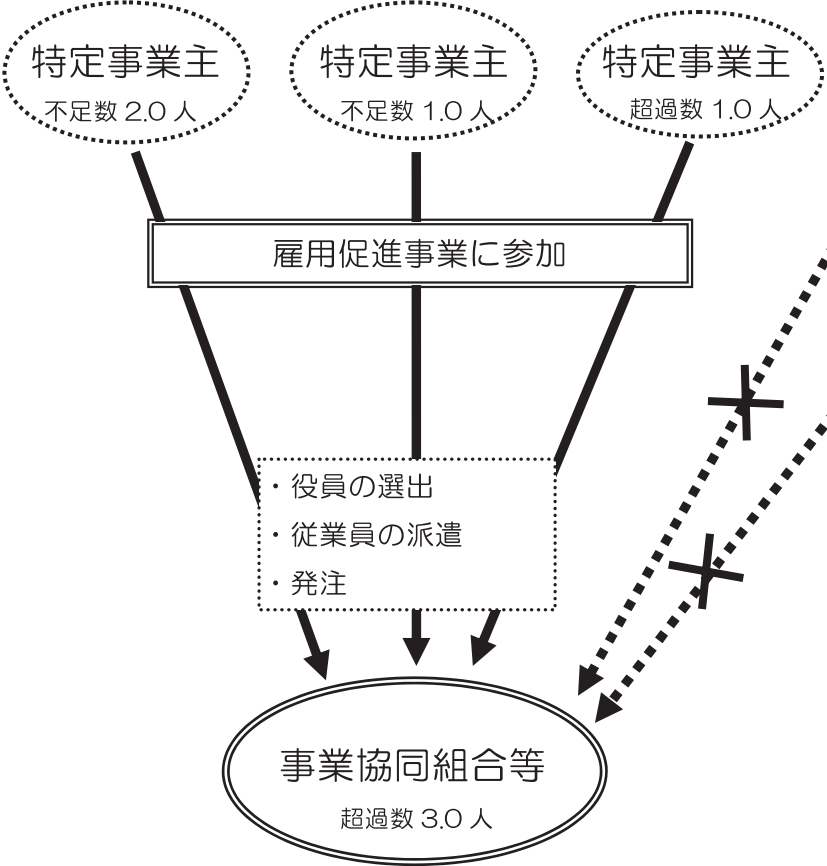 特定事業主
不足数 2.0 人
特定事業主
不足数 1.0 人
特定事業主
超過数 1.0 人
雇用促進事業に参加
・役員の選出
・従業員の派遣
・発注
事業協同組合等
超過数 3.0 人